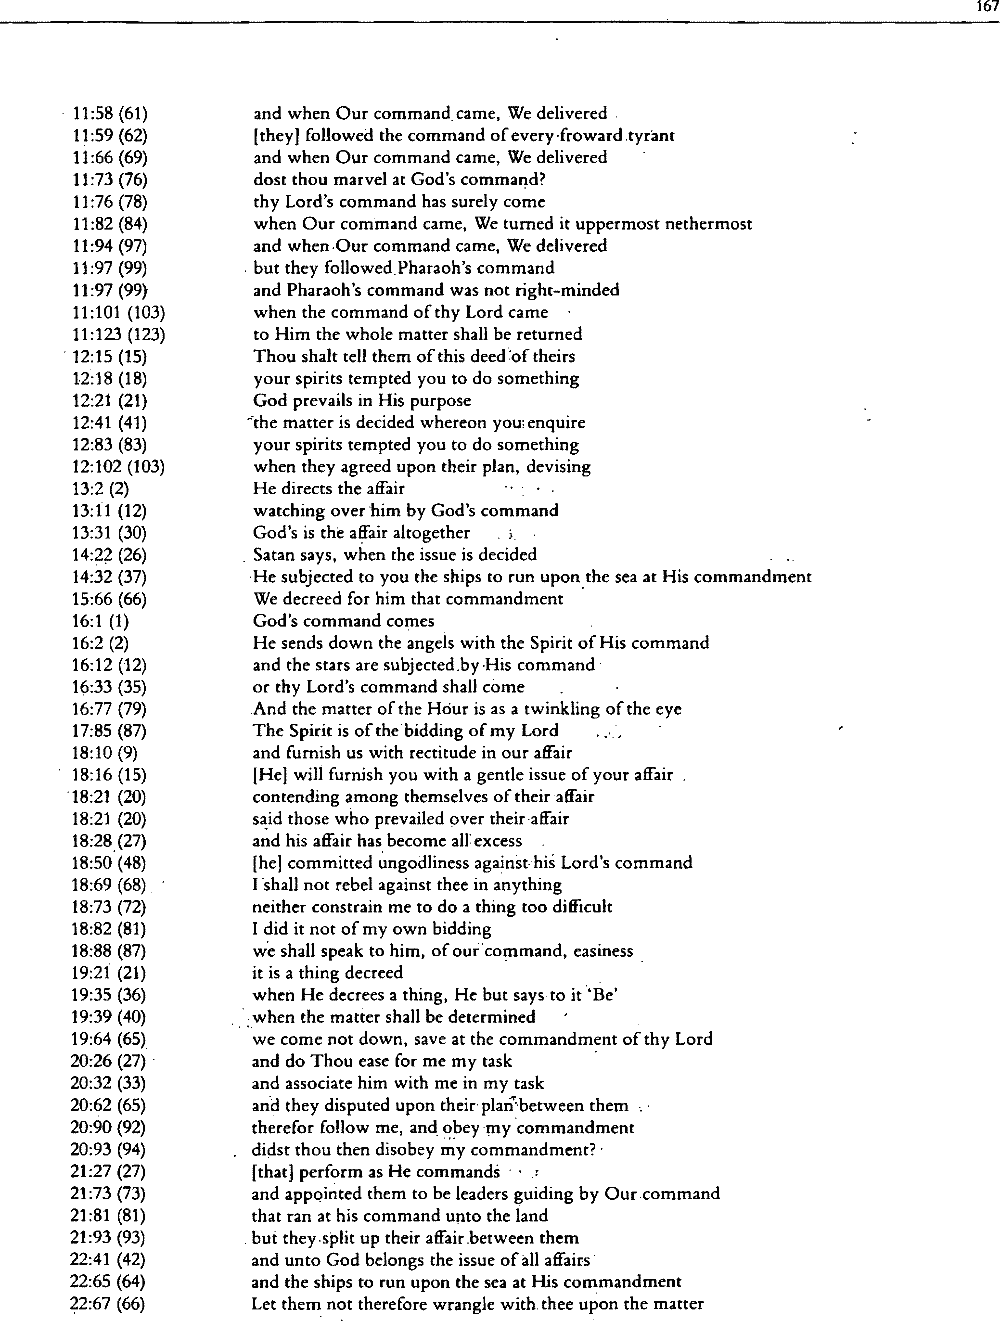 167
11:58 (61) and when Our command came, We delivered
11:59 (62) [they] followed the command of every froward tyrant
11:66 (69) and when Our command came, We delivered
11:73 (76) dost thou marvel at God's command?
11:76 (78) thy Lord's command has surely come
11:82 (84) when Our command came, We turned it uppermost nethermost
11:94 (97) and when Our command came, We delivered
11:97 (99) but they followed Pharaoh's command
11:97 (99) and Pharaoh's command was not right-minded
11:101 (103) when the command of thy Lord came
11:123 (123) to Him the whole matter shall be returned
12:15 (15) Thou shalt tell them of this deed of theirs
12:18 (18) your spirits tempted you to do something
12:21 (21) God prevails in His purpose
12:41 (41) the matter is decided whereon you enquire
12:83 (83) your spirits tempted you to do something
12:102 (103) when they agreed upon their plan, devising
13:2 (2) He directs the affair
13:11 (12) watching over him by God's command
13:31 (30) God's is the affair altogether
14:22 (26) Satan says, when the issue is decided
14:32 (37) He subjected to you the ships to run upon the sea at His commandment
15:66 (66) We decreed for him that commandment
16:1 (1) God's command comes
16:2 (2) He sends down the angels with the Spirit of His command
16:12 (12) and the stars are subjected by His command
16:33 (35) or thy Lord's command shall come
16:77 (79) And the matter of the Hour is as a twinkling of the eye
17:85 (87) The Spirit is of the bidding of my Lord
18:10 (9) and furnish us with rectitude in our affair
18:16 (15) [He] will furnish you with a gentle issue of your affair
18:21 (20) contending among themselves of their affair
18:21 (20) said those who prevailed over their affair
18:28 (27) and his affair has become all excess
18:50 (48) [he] committed ungodliness against his Lord's command
18:69 (68) I shall not rebel against thee in anything
18:73 (72) neither constrain me to do a thing too difficult
18:82 (81) I did it not of my own bidding
18:88 (87) we shall speak to him, of our command, easiness
19:21 (21) it is a thing decreed
19:35 (36) when He decrees a thing, He but says to it 'Be'
19:39 (40) when the matter shall be determined
19:64 (65) we come not down, save at the commandment of thy Lord
20:26 (27) and do Thou ease for me my task
20:32 (33) and associate him with me in my task
20:62 (65) and they disputed upon their plan between them
20:90 (92) therefor follow me, and obey my commandment
20:93 (94) didst thou then disobey my commandment?
21:27 (27) [that] perform as He commands
21:73 (73) and appointed them to be leaders guiding by Our command
21:81 (81) that ran at his command unto the land
21:93 (93) but they split up their affair between them
22:41 (42) and unto God belongs the issue of all affairs
22:65 (64) and the ships to run upon the sea at His commandment
22:67 (66) Let them not therefore wrangle with thee upon the matter